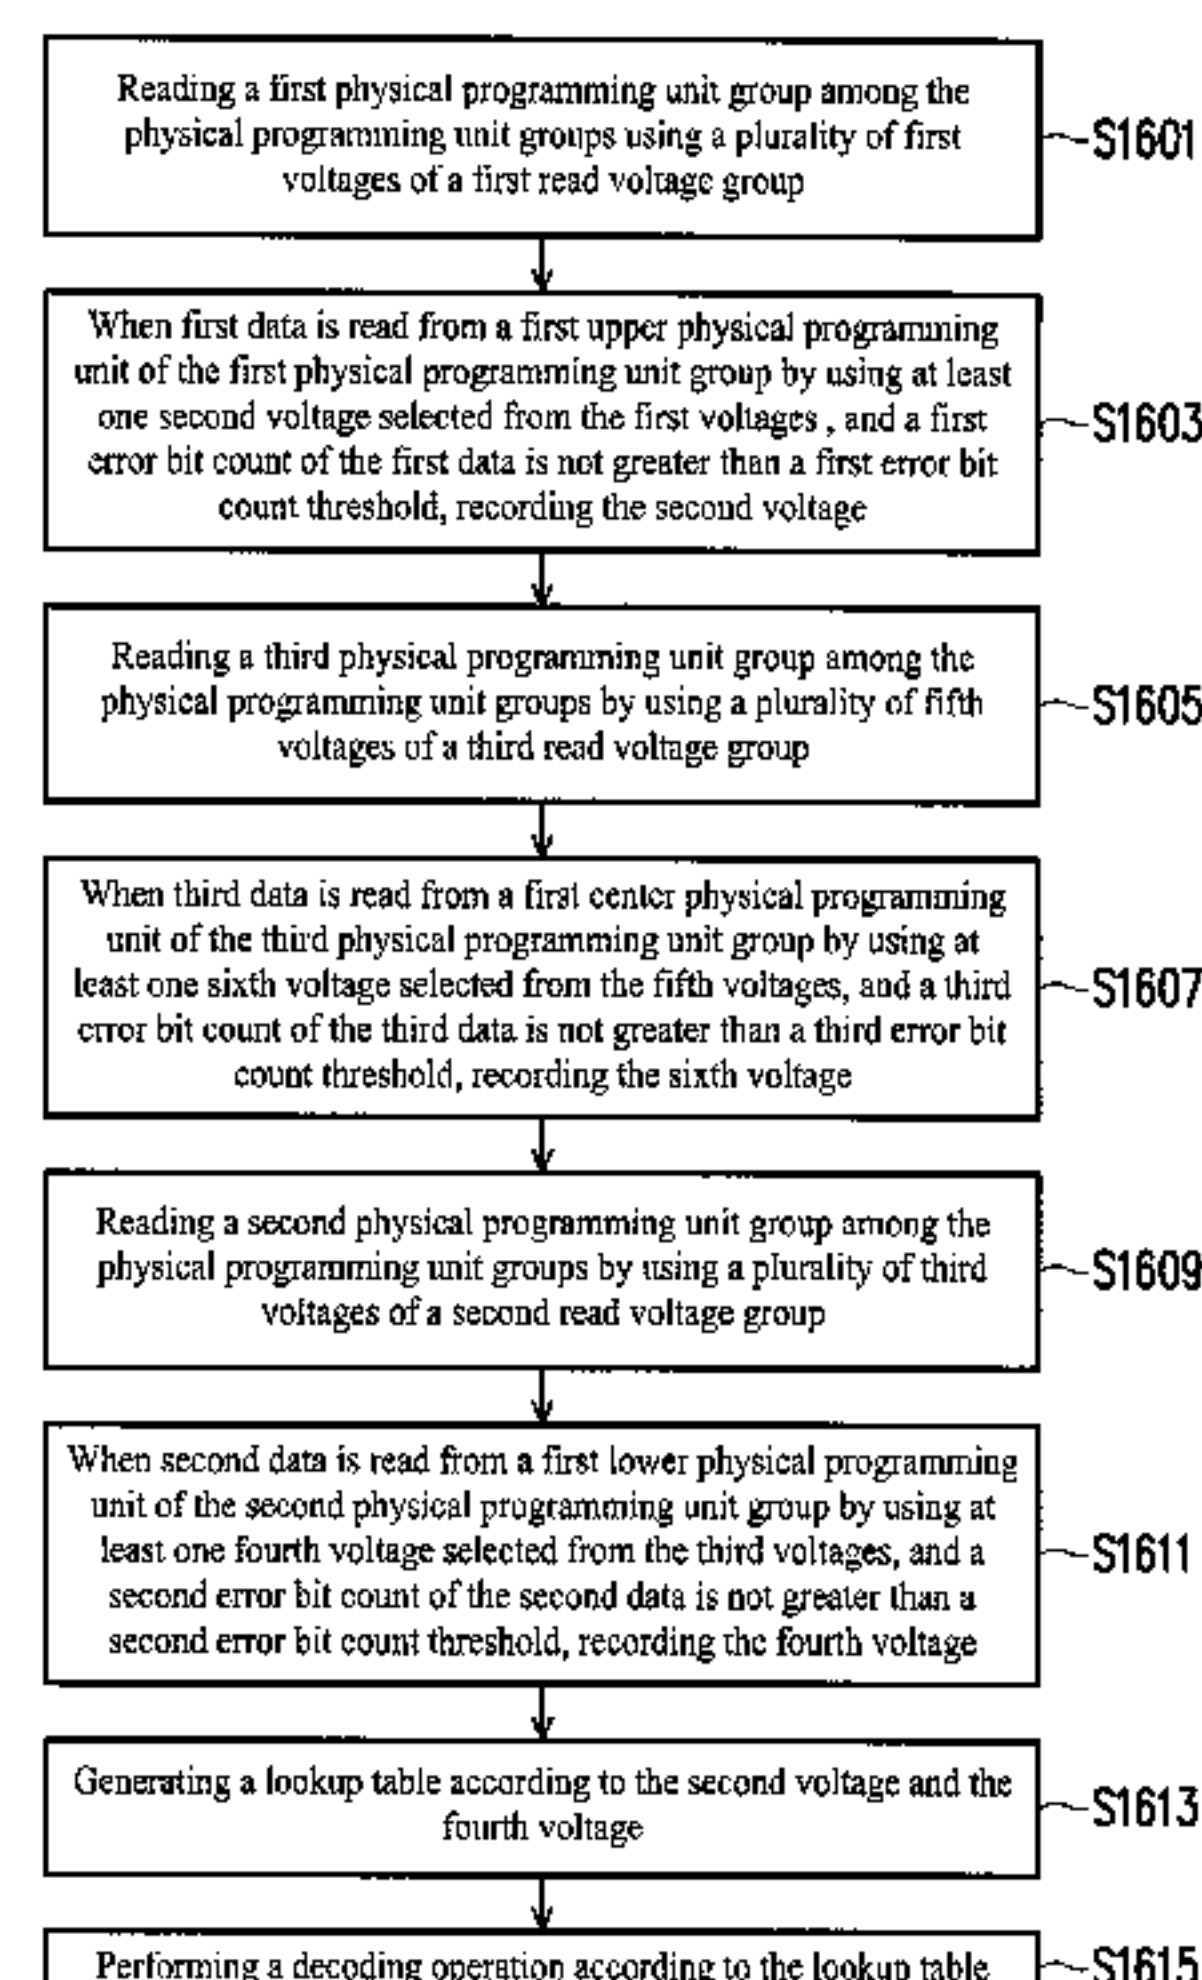 Reading a first physical programming unit group among the
physical programming unit groups using a plurality of first
voltages of a first read voltage group
S1601
When first data is read from a first upper physical programming
unit of the first physical programming unit group by using at least
one second voltage selected from the first voltages , and a first
error bit count of the first data is not greater than a first error bit
count threshold, recording the second voltage
S1603
Reading a third physical programming unit group among the
physical programming unit groups by using a plurality of fifth
voltages of a third read voltage group
S1605
When third data is read from a first center physical programming
unit of the third physical programming unit group by using at
least one sixth voltage selected from the fifth voltages, and a third
error bit count of the third data is not greater than a third error bit
count threshold, recording the sixth voltage
S1607
Reading a second physical programming unit group among the
physical programming unit groups by using a plurality of third
voltages of a second read voltage group
S1609
When second data is read from a first lower physical programming
unit of the second physical programming unit group by using at
least one fourth voltage selected from the third voltages, and a
second error bit count of the second data is not greater than a
second error bit count threshold, recording the fourth voltage
S1611
Generating a lookup table according to the second voltage and the
fourth voltage
S1613
Performing a decoding operation according to the lookup table
S1615